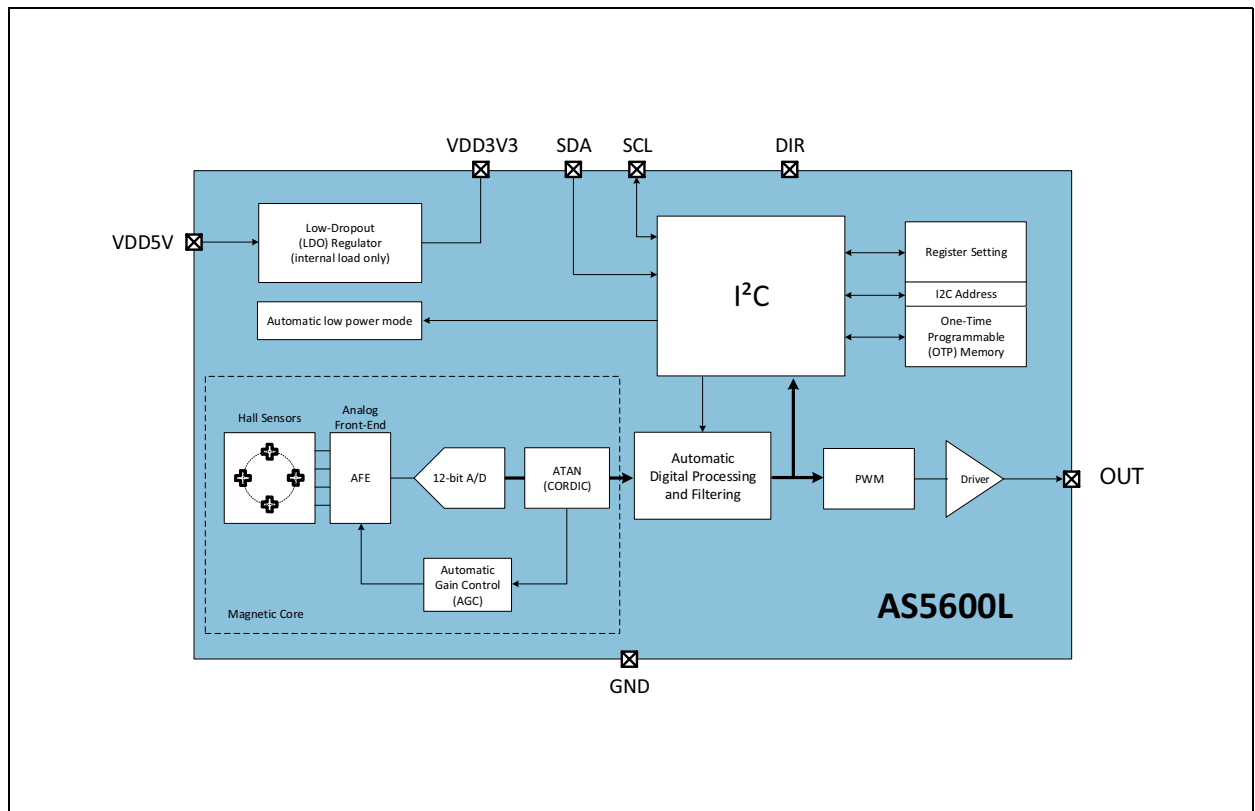 VDD3V3
SDA
SCL
DIR
VDD5V
Low-Dropout
(LDO) Regulator
(internal load only)
Automatic low power mode
I²C
Register Setting
I2C Address
One-Time
Programmable
(OTP) Memory
Hall Sensors
Analog
Front-End
AFE
12-bit A/D
ATAN
(CORDIC)
Automatic
Digital Processing
and Filtering
PWM
Driver
OUT
Automatic
Gain Control
(AGC)
Magnetic Core
AS5600L
GND